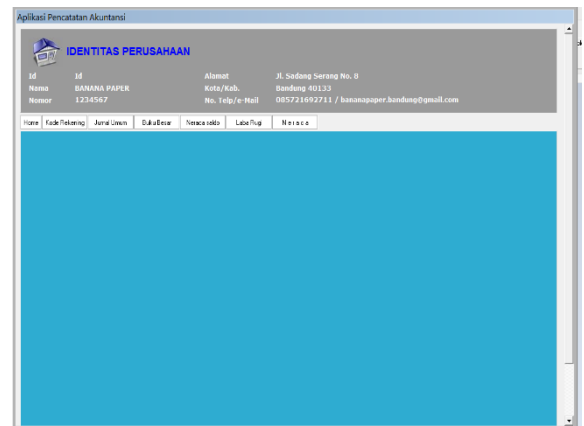 Aplikasi Pencatatan Akuntansi
IDENTITAS PERUSAHAAN
Id Id Alamat Jl. Sadang Serang No. 8
Nama BANANA PAPER Kota/Kab. Bandung 40133
Nomor 1234567 No. Telp/e-Mail 085721692711 / bananapaper.bandung@gmail.com
Home Kode Rekening Jurnal Umum Buku Besar Neraca saldo Laba Rugi N e r a c a